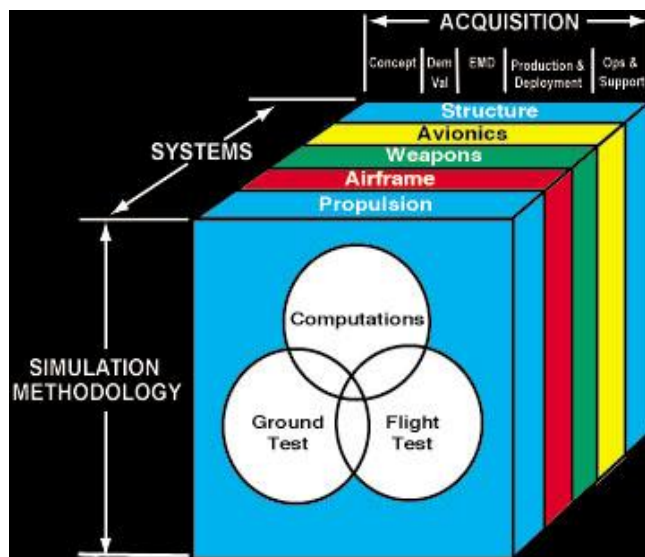 ACQUISITION
Concept
Dem
Val
EMD
Production &
Deployment
Ops &
Support
SYSTEMS
Structure
Avionics
Weapons
Airframe
Propulsion
SIMULATION
METHODOLOGY
Computations
Ground
Test
Flight
Test